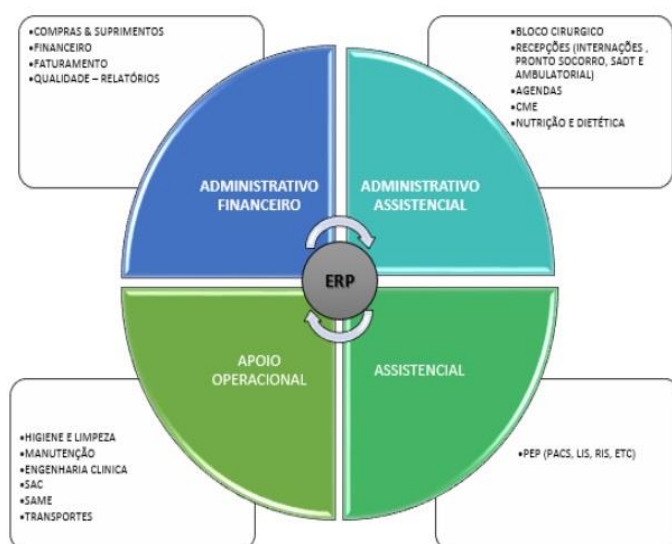 •COMPRAS & SUPRIMENTOS
•FINANCEIRO
•FATURAMENTO
•QUALIDADE – RELATÓRIOS
•BLOCO CIRURGICO
•RECEPÇÕES (INTERNAÇÕES ,
PRONTO SOCORRO, SADT E
AMBULATORIAL)
•AGENDAS
•CME
•NUTRIÇÃO E DIETÉTICA
ADMINISTRATIVO
FINANCEIRO
ADMINISTRATIVO
ASSISTENCIAL
ERP
APOIO
OPERACIONAL
ASSISTENCIAL
•HIGIENE E LIMPEZA
•MANUTENÇÃO
•ENGENHARIA CLINICA
•SAC
•SAME
•TRANSPORTES
•PEP (PACS, LIS, RIS, ETC)